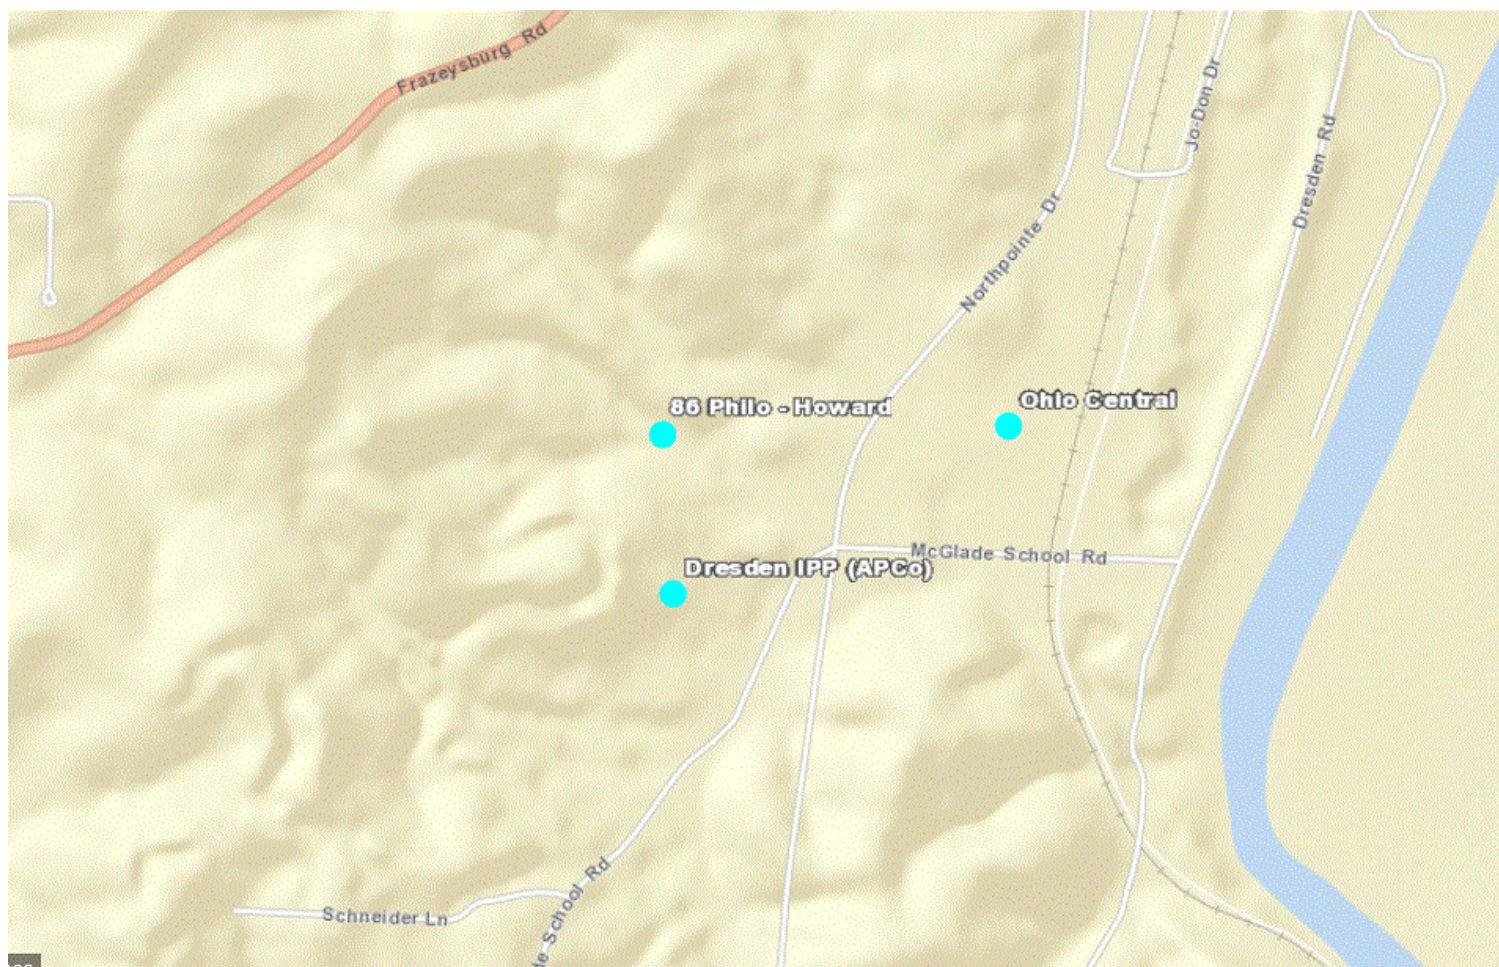 Frazeysburg Rd
Jo-Don Dr
Dresden Rd
Northpointe Dr
86 Philo - Howard
Ohio Central
McGlade School Rd
Dresden IPP (APCo)
de School Rd
Schneider Ln